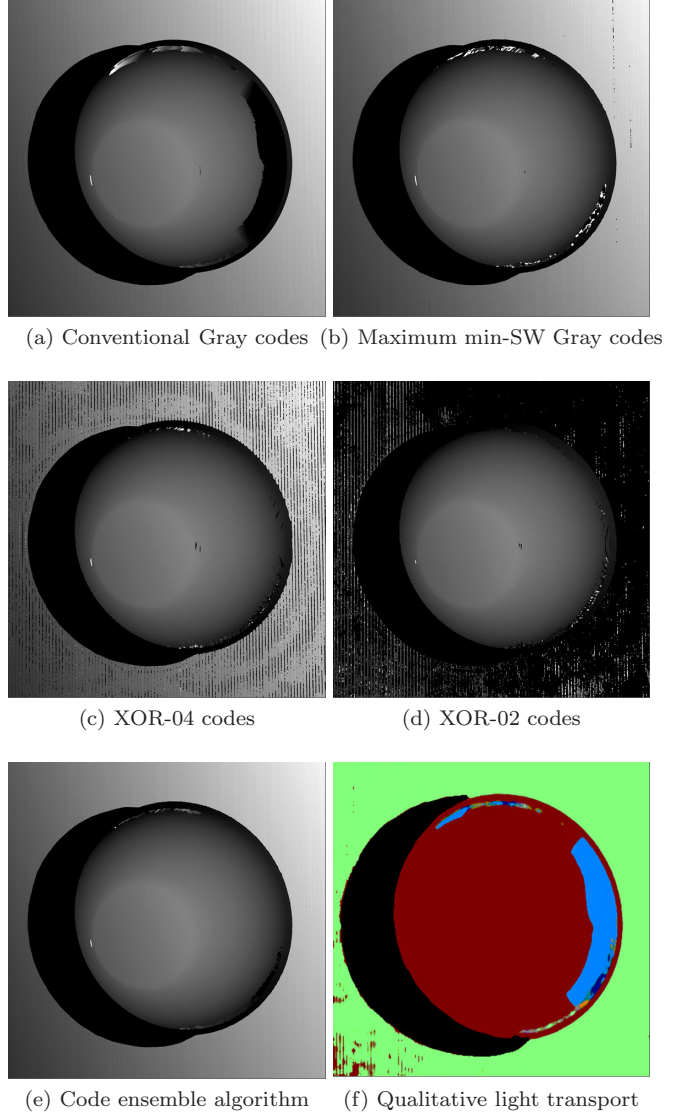 (a) Conventional Gray codes
(b) Maximum min-SW Gray codes
(c) XOR-04 codes
(d) XOR-02 codes
(e) Code ensemble algorithm
(f) Qualitative light transport